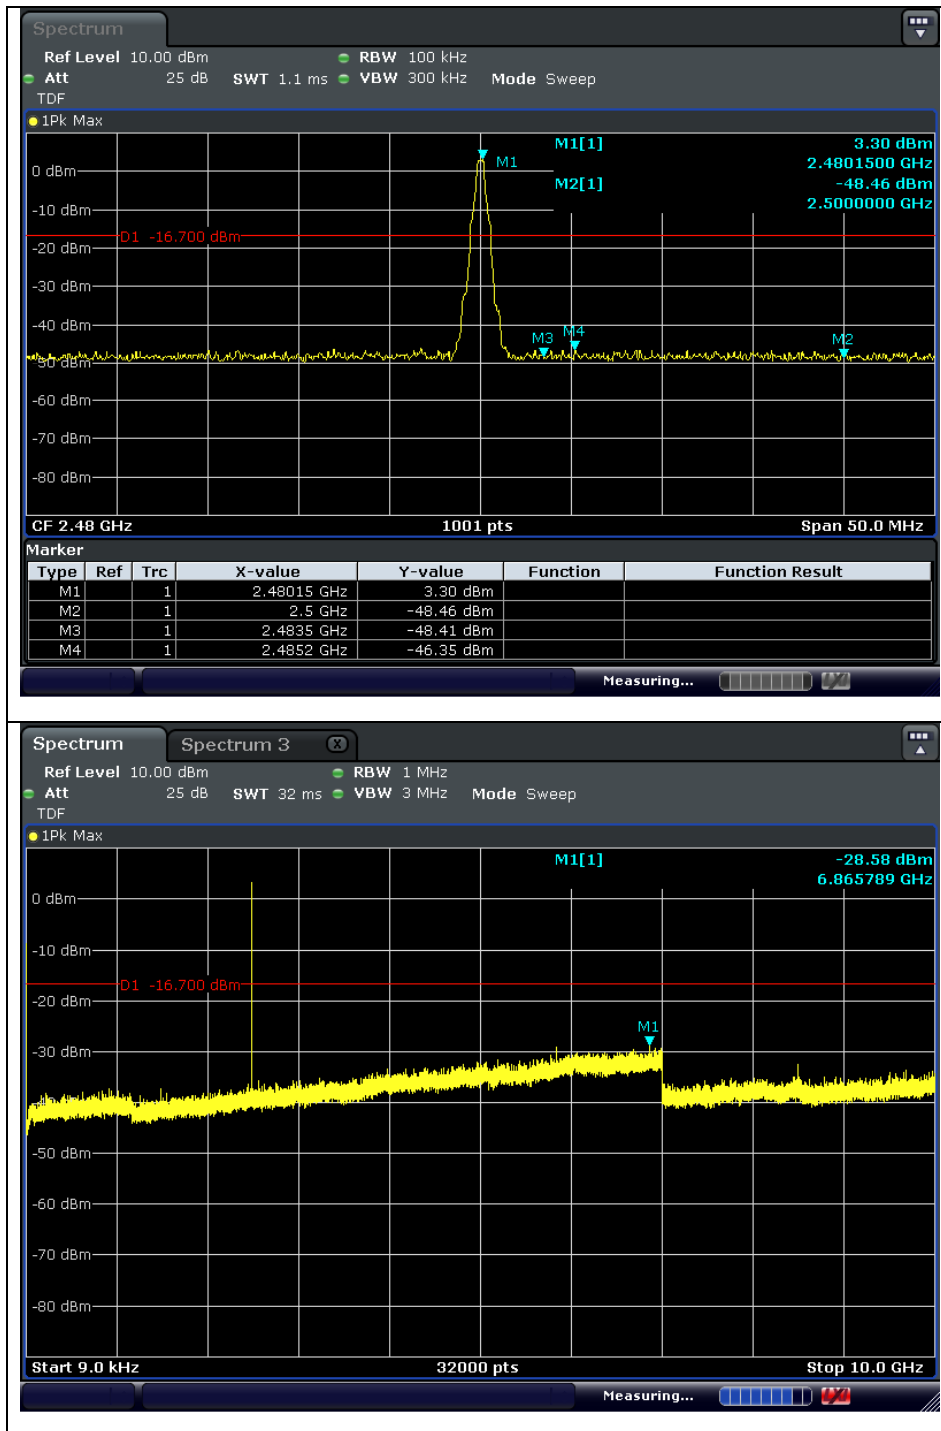 Spectrum
Ref Level 10.00 dBm RBW 100 kHz
Att 25 dB SWT 1.1 ms VBW 300 kHz Mode Sweep
TDF
1Pk Max
M1[1] 3.30 dBm
2.4801500 GHz
M2[1] -48.46 dBm
2.5000000 GHz
M1
0 dBm
-10 dBm
D1 -16.700 dBm
-20 dBm
-30 dBm
-40 dBm
M3 M4 M2
-50 dBm
-60 dBm
-70 dBm
-80 dBm
CF 2.48 GHz 1001 pts Span 50.0 MHz
Marker
Type Ref Trc X-value Y-value Function Function Result
M1 1 2.48015 GHz 3.30 dBm
M2 1 2.5 GHz -48.46 dBm
M3 1 2.4835 GHz -48.41 dBm
M4 1 2.4852 GHz -46.35 dBm
Measuring...
Spectrum Spectrum 3 X
Ref Level 10.00 dBm RBW 1 MHz
Att 25 dB SWT 32 ms VBW 3 MHz Mode Sweep
TDF
1Pk Max
M1[1] -28.58 dBm
6.865789 GHz
0 dBm
-10 dBm
D1 -16.700 dBm
-20 dBm
M1
-30 dBm
-50 dBm
-60 dBm
-70 dBm
-80 dBm
Start 9.0 kHz 32000 pts Stop 10.0 GHz
Measuring...